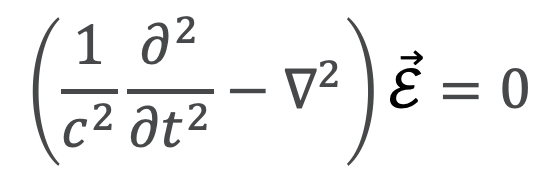 (1/c² ∂²/∂t² − ∇²) ℰ⃗ = 0